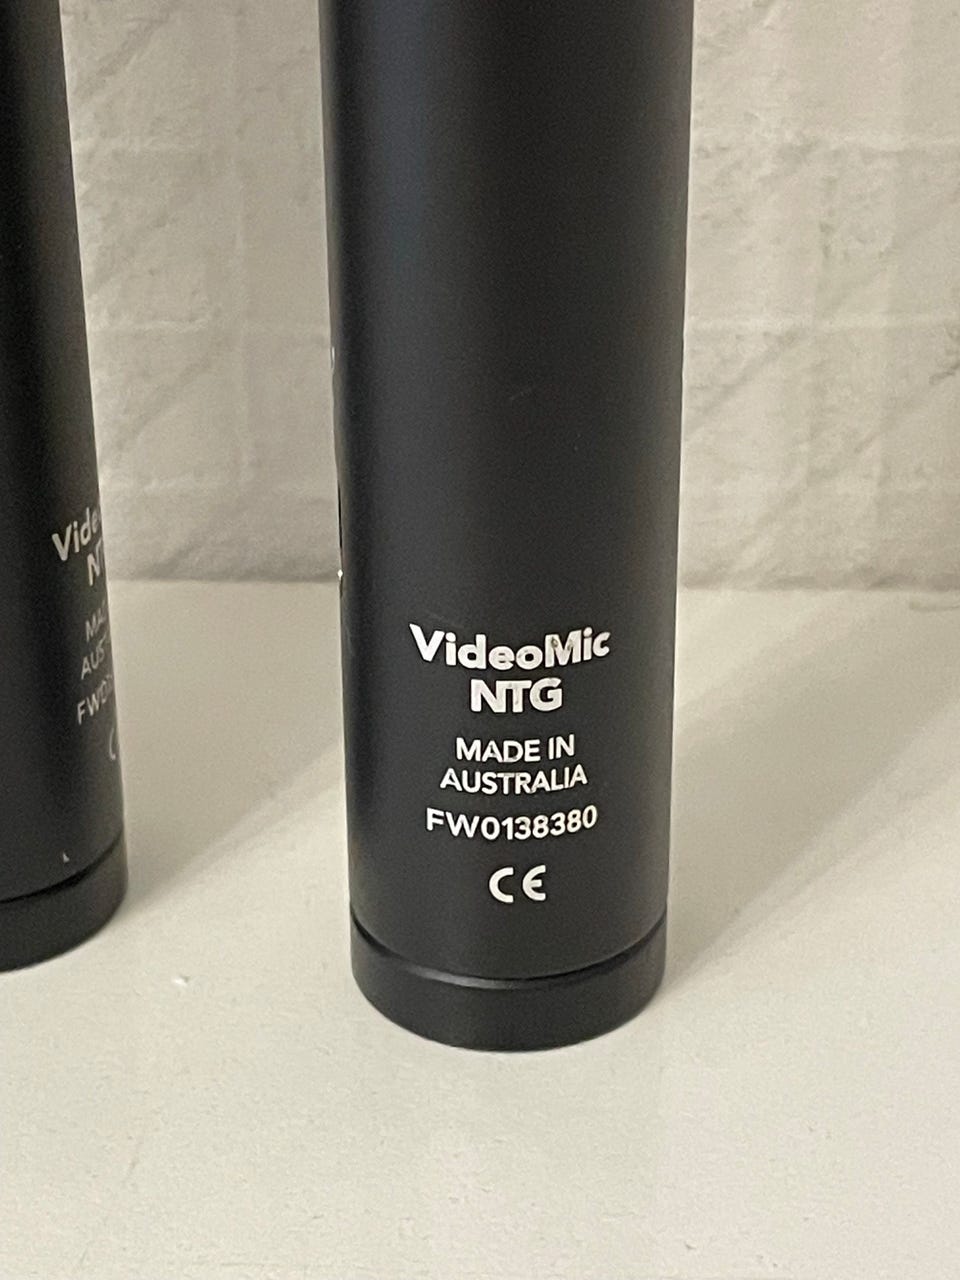 VideoMic
NTG
MADE IN
AUSTRALIA
FW0138380
CE